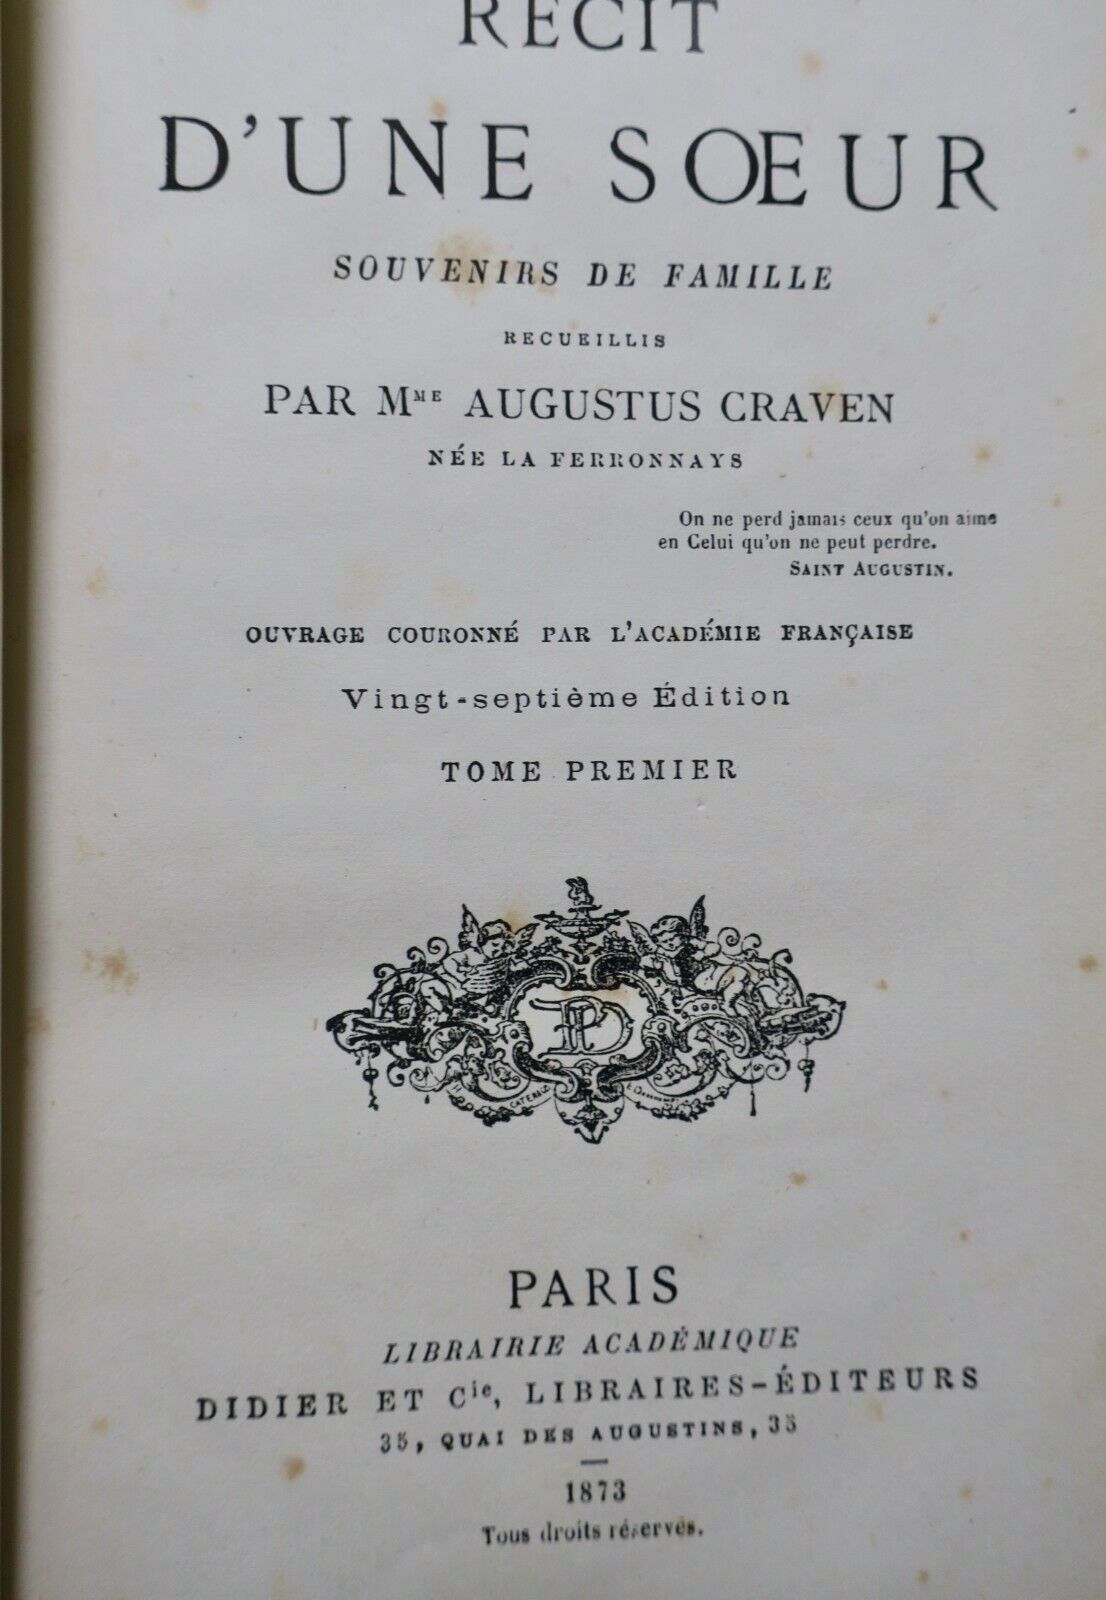 RÉCIT
D'UNE SŒUR
SOUVENIRS DE FAMILLE
RECUEILLIS
PAR MME AUGUSTUS CRAVEN
NÉE LA FERRONNAYS
On ne perd jamais ceux qu'on aime
en Celui qu'on ne peut perdre.
SAINT AUGUSTIN.
OUVRAGE COURONNÉ PAR L'ACADÉMIE FRANÇAISE
Vingt-septième Édition
TOME PREMIER
PARIS
LIBRAIRIE ACADÉMIQUE
DIDIER ET Cie, LIBRAIRES-ÉDITEURS
35, QUAI DES AUGUSTINS, 35
1873
Tous droits réservés.